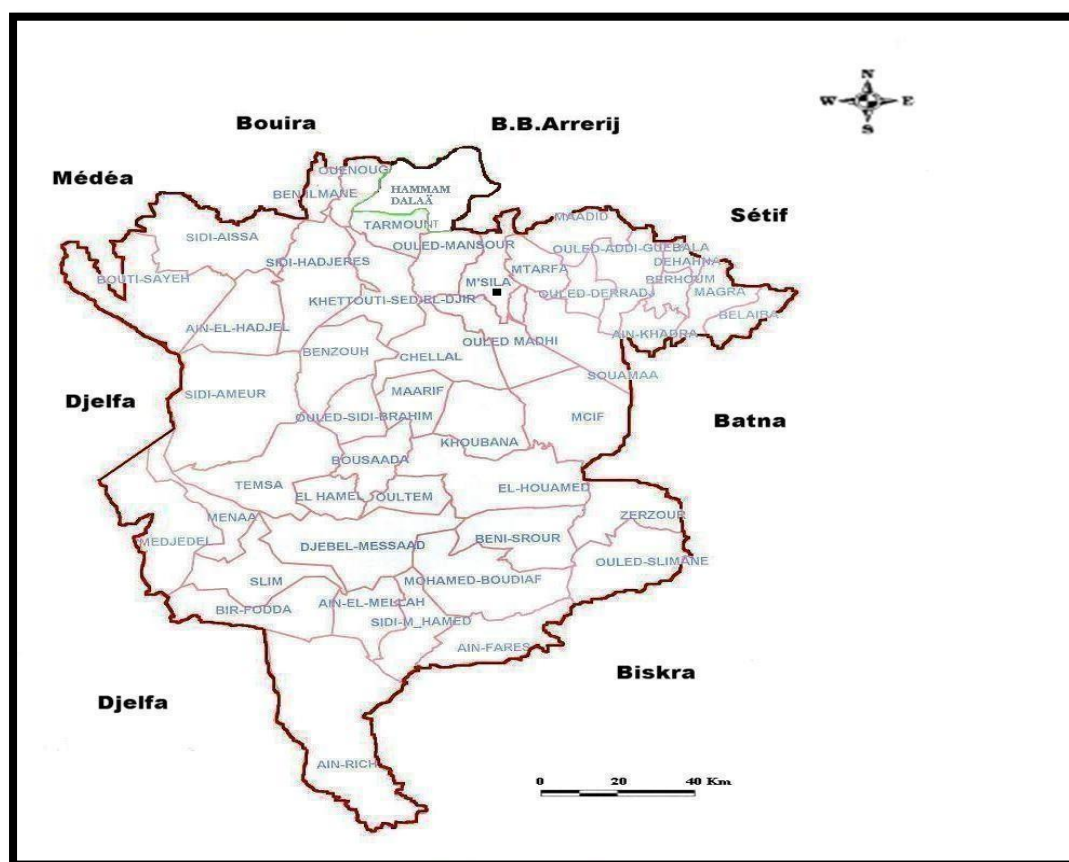 N
W E
S
Bouira
B.B.Arrerij
Médéa
Sétif
OUENOUG
BENIILMANE
HAMMAM
DALAÄ
TARMOUNT
MAADID
SIDI-AISSA
OULED-MANSOUR
OULED-ADDI-GUEBALA
DEHAHNA
SIDI-HADJERES
MTARFA
BERHOUM
BOUTI-SAYEH
M'SILA
OULED-DERRADJ
MAGRA
KHETTOUTI-SED-EL-DJIR
BELAIBA
AIN-EL-HADJEL
AIN-KHADRA
OULED MADHI
BENZOUH
CHELLAL
SOUAMAA
Djelfa
SIDI-AMEUR
MAARIF
OULED-SIDI-BRAHIM
MCIF
Batna
KHOUBANA
BOUSAADA
TEMSA
EL HAMEL
OULTEM
EL-HOUAMED
MENAA
ZERZOUR
MEDJEDEL
DJEBEL-MESSAAD
BENI-SROUR
OULED-SLIMANE
SLIM
MOHAMED-BOUDIAF
BIR-FODDA
AIN-EL-MELLAH
SIDI-M_HAMED
AIN-FARES
Biskra
Djelfa
AIN-RICH
0 20 40 Km